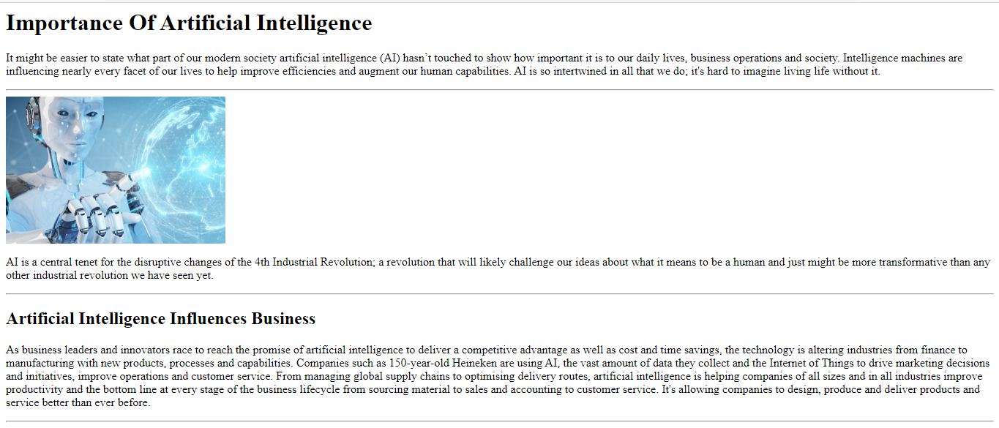 Importance Of Artificial Intelligence
It might be easier to state what part of our modern society artificial intelligence (AI) hasn’t touched to show how important it is to our daily lives, business operations and society. Intelligence machines are
influencing nearly every facet of our lives to help improve efficiencies and augment our human capabilities. AI is so intertwined in all that we do; it's hard to imagine living life without it.
AI is a central tenet for the disruptive changes of the 4th Industrial Revolution; a revolution that will likely challenge our ideas about what it means to be a human and just might be more transformative than any
other industrial revolution we have seen yet.
Artificial Intelligence Influences Business
As business leaders and innovators race to reach the promise of artificial intelligence to deliver a competitive advantage as well as cost and time savings, the technology is altering industries from finance to
manufacturing with new products, processes and capabilities. Companies such as 150-year-old Heineken are using AI, the vast amount of data they collect and the Internet of Things to drive marketing decisions
and initiatives, improve operations and customer service. From managing global supply chains to optimising delivery routes, artificial intelligence is helping companies of all sizes and in all industries improve
productivity and the bottom line at every stage of the business lifecycle from sourcing material to sales and accounting to customer service. It's allowing companies to design, produce and deliver products and
service better than ever before.